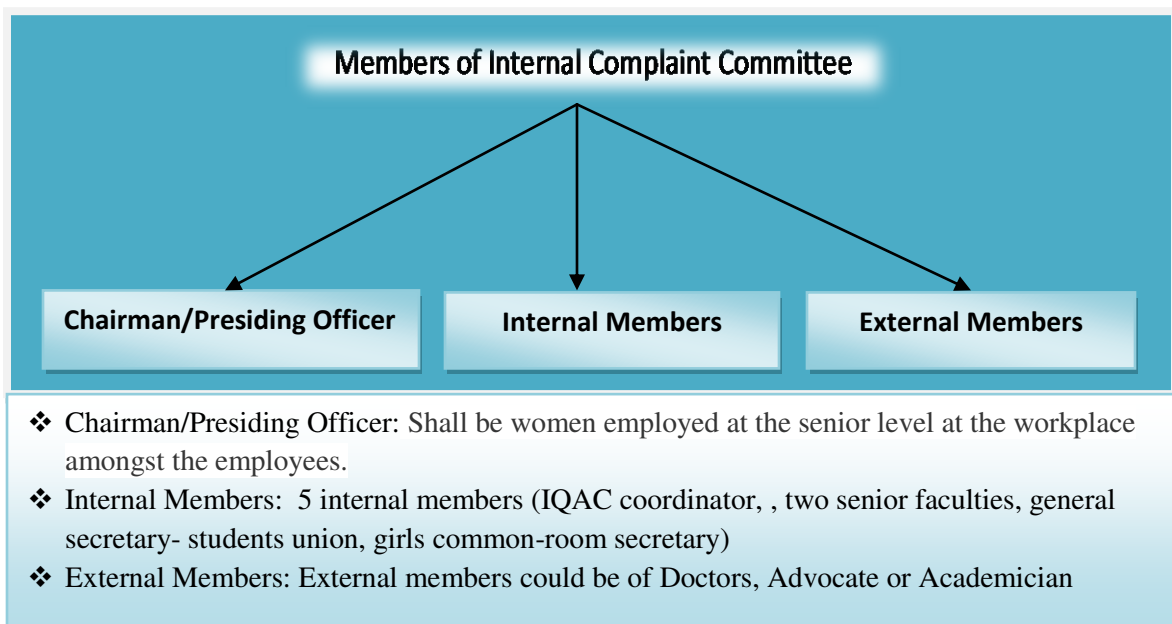 Members of Internal Complaint Committee
Chairman/Presiding Officer
Internal Members
External Members
❖ Chairman/Presiding Officer: Shall be women employed at the senior level at the workplace
amongst the employees.
❖ Internal Members: 5 internal members (IQAC coordinator, , two senior faculties, general
secretary- students union, girls common-room secretary)
❖ External Members: External members could be of Doctors, Advocate or Academician